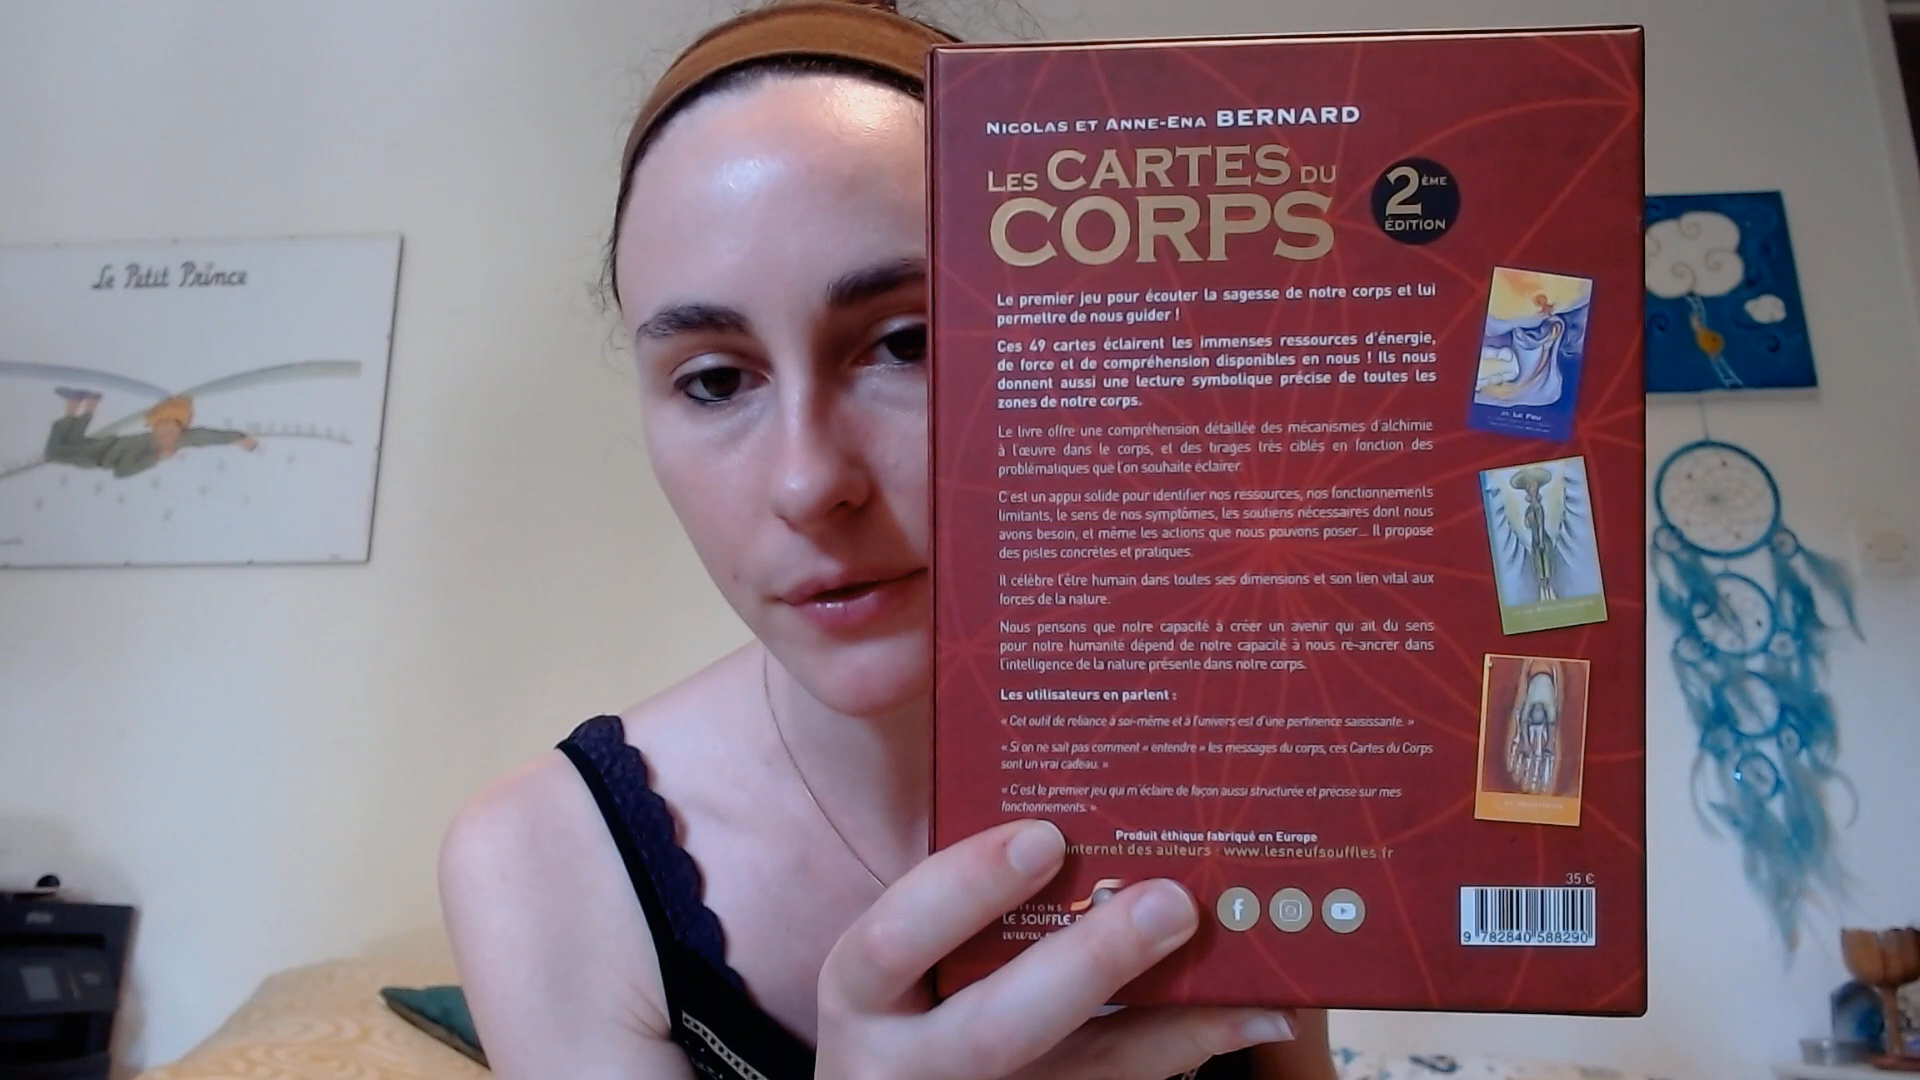 Le Petit Prince
NICOLAS ET ANNE-ENA BERNARD
LES CARTES DU
CORPS
2ÈME
ÉDITION
Le premier jeu pour écouter la sagesse de notre corps et lui
permettre de nous guider !
Ces 49 cartes éclairent les immenses ressources d'énergie,
de force et de compréhension disponibles en nous ! Ils nous
donnent aussi une lecture symbolique précise de toutes les
zones de notre corps.
Le livre offre une compréhension détaillée des mécanismes d'alchimie
à l'œuvre dans le corps, et des tirages très ciblés en fonction des
problématiques que l'on souhaite éclairer.
C'est un appui solide pour identifier nos ressources, nos fonctionnements
limitants, le sens de nos symptômes, les soutiens nécessaires dont nous
avons besoin, et même les actions que nous pouvons poser... Il propose
des pistes concrètes et pratiques.
Il célèbre l'être humain dans toutes ses dimensions et son lien vital aux
forces de la nature.
Nous pensons que notre capacité à créer un avenir qui ait du sens
pour notre humanité dépend de notre capacité à nous ré-ancrer dans
l'intelligence de la nature présente dans notre corps.
Les utilisateurs en parlent :
« Cet outil de reliance à soi-même et à l'univers est d'une pertinence saisissante. »
« Si on ne sait pas comment « entendre » les messages du corps, ces Cartes du Corps
sont un vrai cadeau. »
« C'est le premier jeu qui m'éclaire de façon aussi structurée et précise sur mes
fonctionnements. »
Produit éthique fabriqué en Europe
internet des auteurs : www.lesneufsouffles.fr
LE SOUFFLE
www.
35 €
9 782840 588290
LE FOU